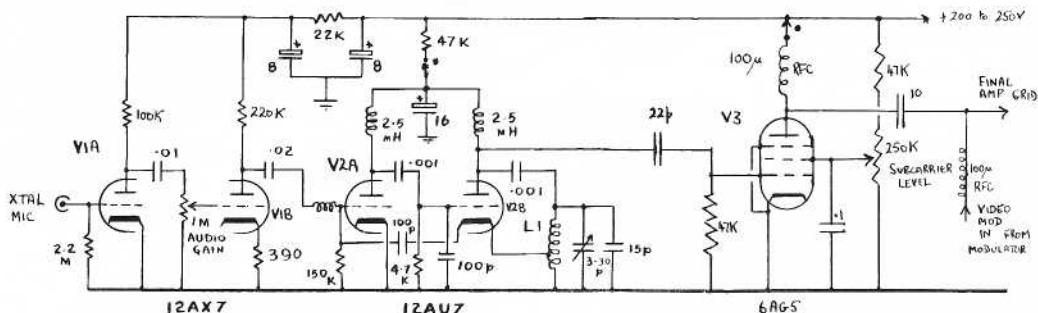 +200 to 250V
22K
8
8
47K
16
100μ
RFC
47K
10
FINAL
AMP GRID
100K
220K
2.5
mH
2.5
mH
22p
V3
250K
SUBCARRIER
LEVEL
100μ
RFC
V1A
.01
.02
V2A
.001
.001
XTAL
MIC
V1B
V2B
L1
1M
AUDIO
GAIN
2.2
M
390
100p
150K
4.7
K
100p
3-30
p
15p
47K
.1
VIDEO
MOD
IN FROM
MODULATOR
12AX7
12AU7
6AG5